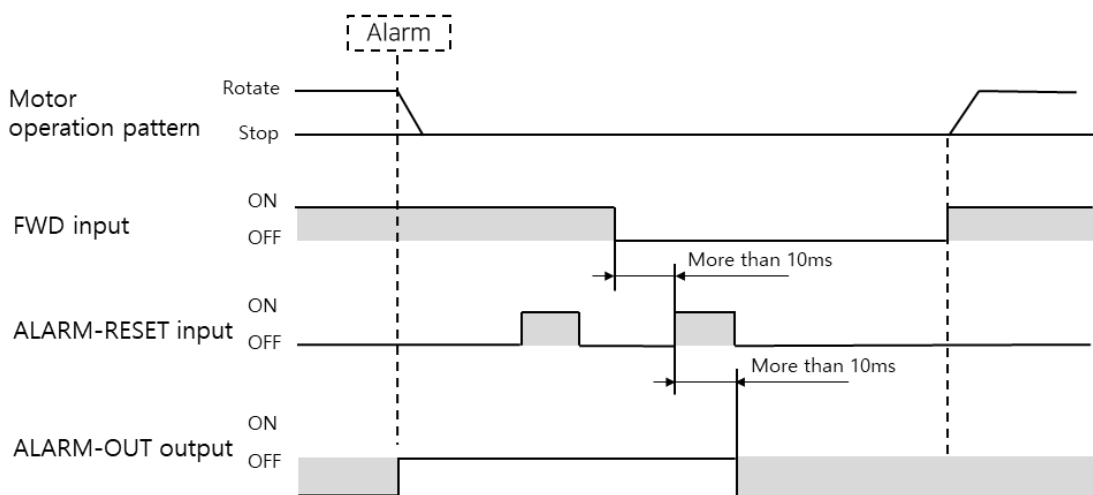 Alarm
Motor
operation pattern
Rotate
Stop
FWD input
ON
OFF
More than 10ms
ALARM-RESET input
ON
OFF
More than 10ms
ALARM-OUT output
ON
OFF